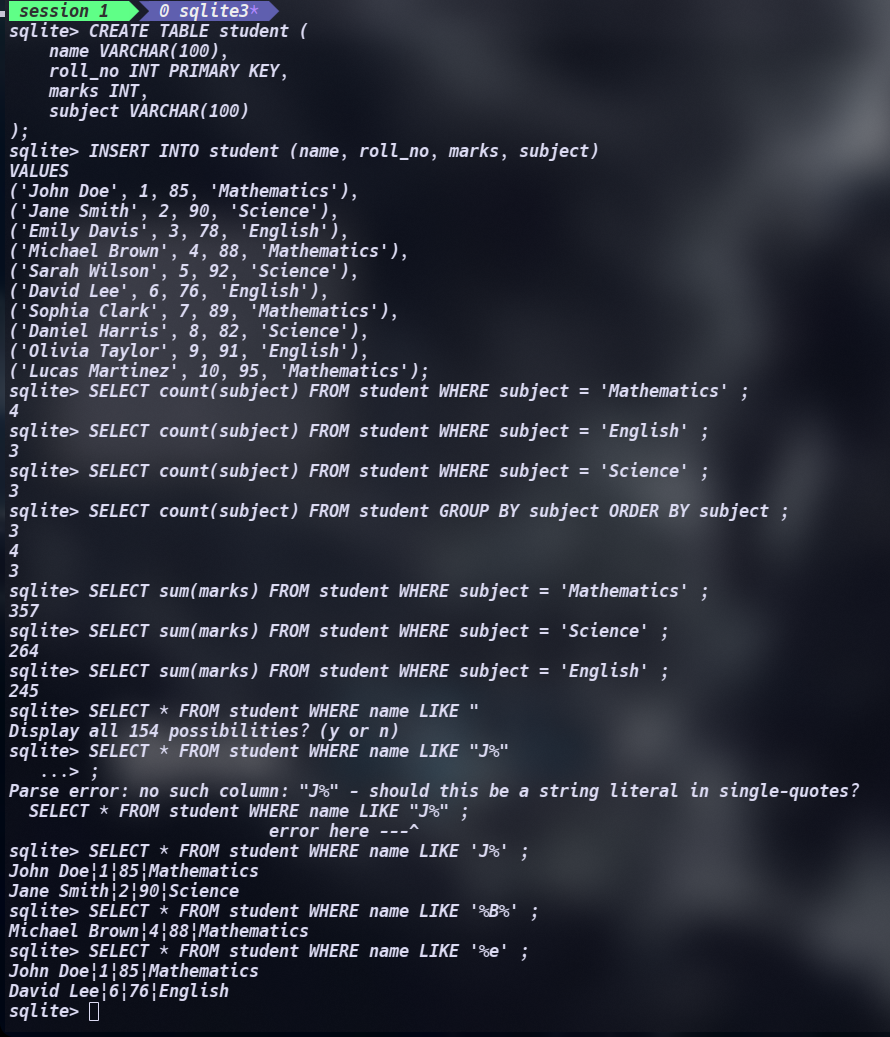 session 1 0 sqlite3*
sqlite> CREATE TABLE student (
    name VARCHAR(100),
    roll_no INT PRIMARY KEY,
    marks INT,
    subject VARCHAR(100)
);
sqlite> INSERT INTO student (name, roll_no, marks, subject)
VALUES
('John Doe', 1, 85, 'Mathematics'),
('Jane Smith', 2, 90, 'Science'),
('Emily Davis', 3, 78, 'English'),
('Michael Brown', 4, 88, 'Mathematics'),
('Sarah Wilson', 5, 92, 'Science'),
('David Lee', 6, 76, 'English'),
('Sophia Clark', 7, 89, 'Mathematics'),
('Daniel Harris', 8, 82, 'Science'),
('Olivia Taylor', 9, 91, 'English'),
('Lucas Martinez', 10, 95, 'Mathematics');
sqlite> SELECT count(subject) FROM student WHERE subject = 'Mathematics' ;
4
sqlite> SELECT count(subject) FROM student WHERE subject = 'English' ;
3
sqlite> SELECT count(subject) FROM student WHERE subject = 'Science' ;
3
sqlite> SELECT count(subject) FROM student GROUP BY subject ORDER BY subject ;
3
4
3
sqlite> SELECT sum(marks) FROM student WHERE subject = 'Mathematics' ;
357
sqlite> SELECT sum(marks) FROM student WHERE subject = 'Science' ;
264
sqlite> SELECT sum(marks) FROM student WHERE subject = 'English' ;
245
sqlite> SELECT * FROM student WHERE name LIKE "
Display all 154 possibilities? (y or n)
sqlite> SELECT * FROM student WHERE name LIKE "J%"
   ...> ;
Parse error: no such column: "J%" - should this be a string literal in single-quotes?
  SELECT * FROM student WHERE name LIKE "J%" ;
                          error here ---^
sqlite> SELECT * FROM student WHERE name LIKE 'J%' ;
John Doe|1|85|Mathematics
Jane Smith|2|90|Science
sqlite> SELECT * FROM student WHERE name LIKE '%B%' ;
Michael Brown|4|88|Mathematics
sqlite> SELECT * FROM student WHERE name LIKE '%e' ;
John Doe|1|85|Mathematics
David Lee|6|76|English
sqlite>